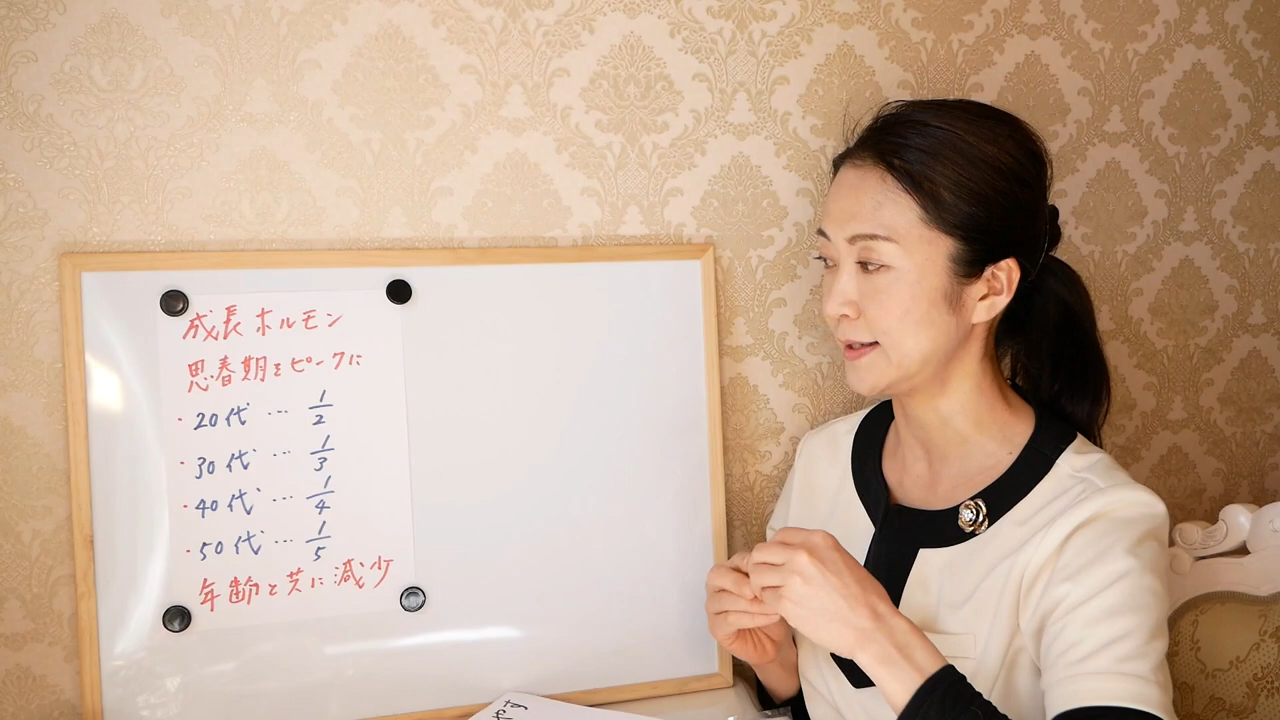 成長ホルモン
思春期をピークに
・20代 … 1/2
・30代 … 1/3
・40代 … 1/4
・50代 … 1/5
年齢と共に減少
やす